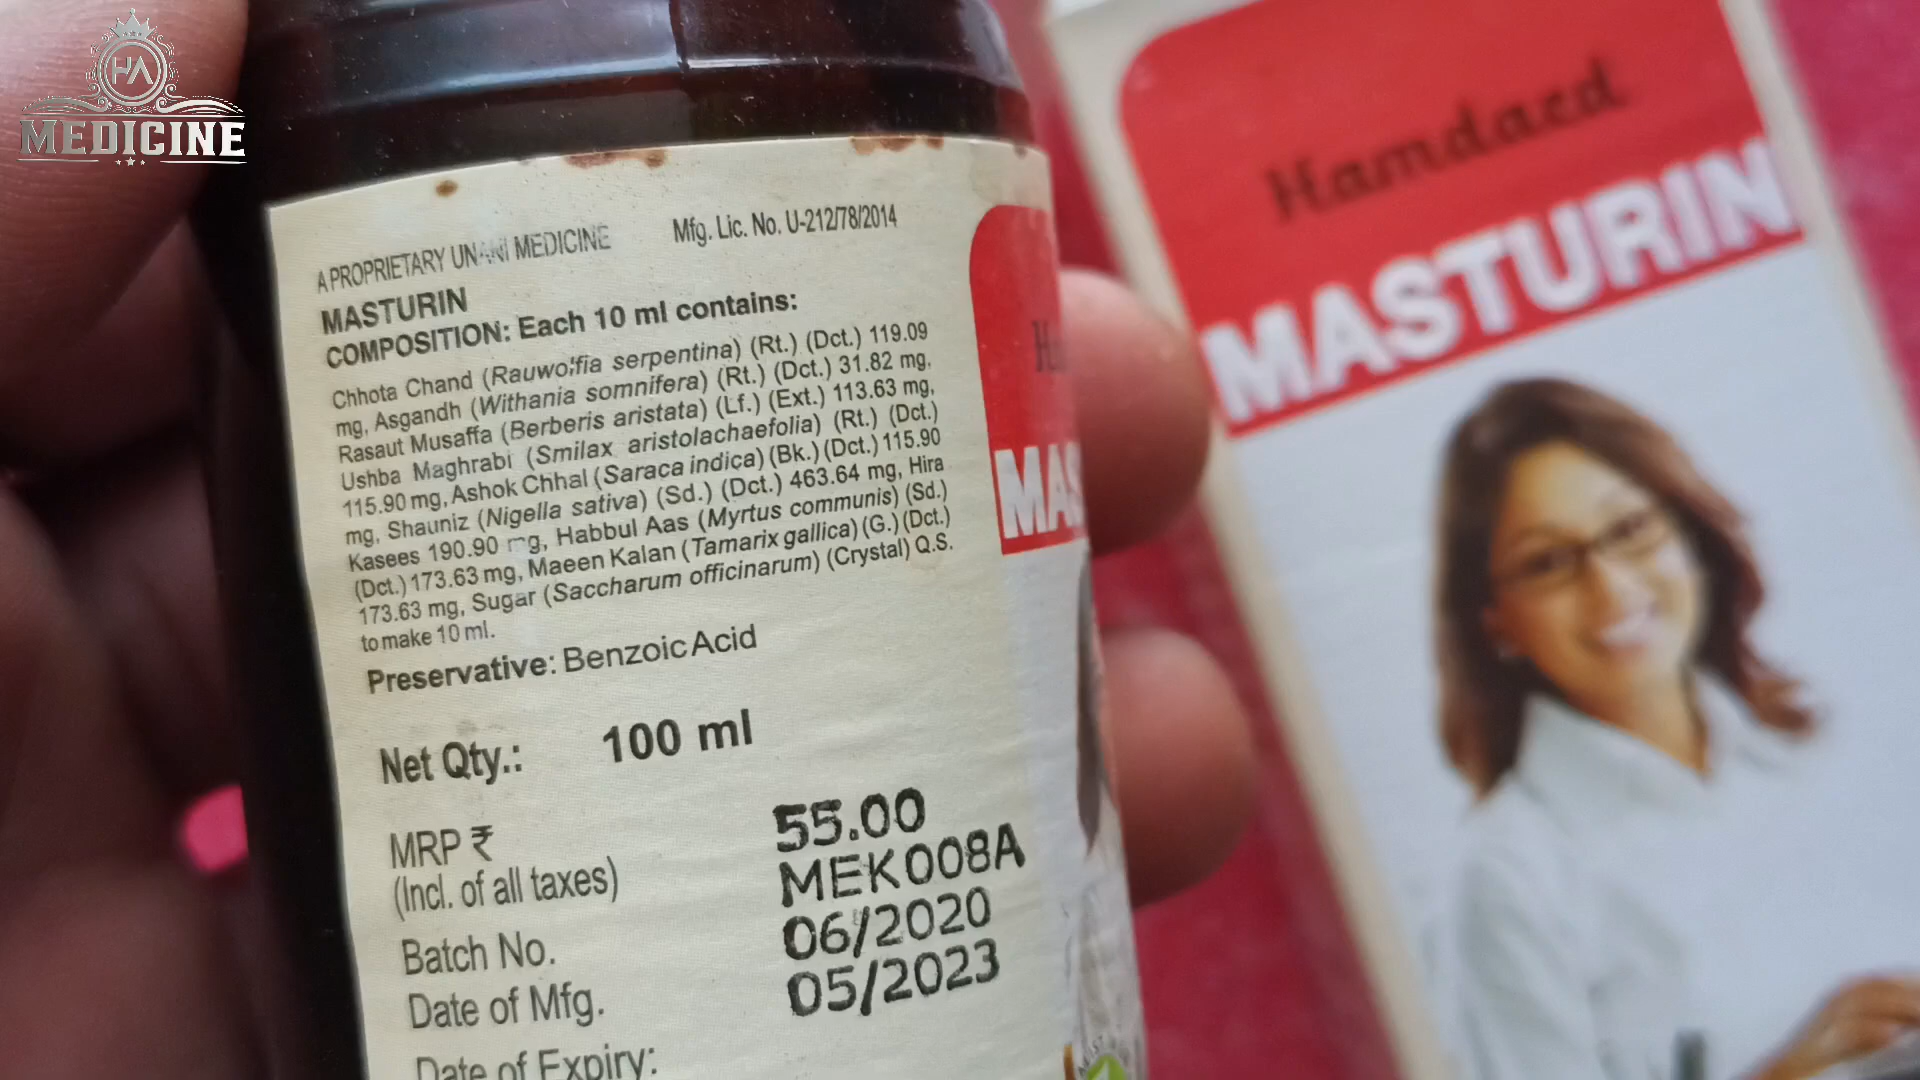 HA
MEDICINE
A PROPRIETARY UNANI MEDICINE
Mfg. Lic. No. U-212/78/2014
MASTURIN
COMPOSITION: Each 10 ml contains:
Chhota Chand (Rauwolfia serpentina) (Rt.) (Dct.) 119.09
mg, Asgandh (Withania somnifera) (Rt.) (Dct.) 31.82 mg,
Rasaut Musaffa (Berberis aristata) (Lf.) (Ext.) 113.63 mg,
Ushba Maghrabi (Smilax aristolachaefolia) (Rt.) (Dct.)
115.90 mg, Ashok Chhal (Saraca indica) (Bk.) (Dct.) 115.90
mg, Shauniz (Nigella sativa) (Sd.) (Dct.) 463.64 mg, Hira
Kasees 190.90 mg, Habbul Aas (Myrtus communis) (Sd.)
(Dct.) 173.63 mg, Maeen Kalan (Tamarix gallica) (G.) (Dct.)
173.63 mg, Sugar (Saccharum officinarum) (Crystal) Q.S.
to make 10 ml.
Preservative: Benzoic Acid
Net Qty.: 100 ml
MRP ₹ 55.00
(Incl. of all taxes) MEK008A
Batch No. 06/2020
Date of Mfg. 05/2023
Date of Expiry:
MAS
Hamdard
MASTURIN